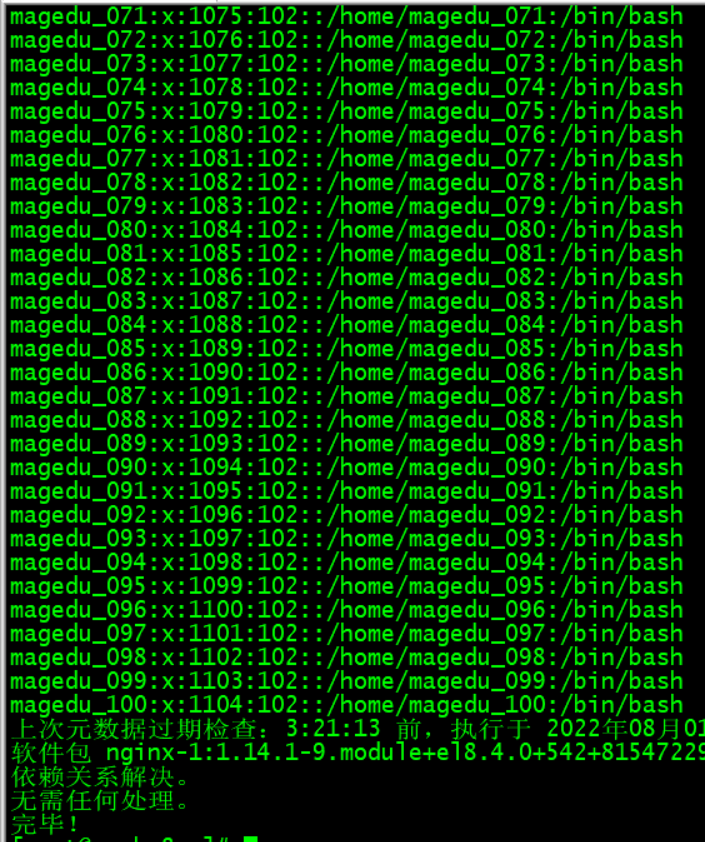 magedu_071:x:1075:102::/home/magedu_071:/bin/bash
magedu_072:x:1076:102::/home/magedu_072:/bin/bash
magedu_073:x:1077:102::/home/magedu_073:/bin/bash
magedu_074:x:1078:102::/home/magedu_074:/bin/bash
magedu_075:x:1079:102::/home/magedu_075:/bin/bash
magedu_076:x:1080:102::/home/magedu_076:/bin/bash
magedu_077:x:1081:102::/home/magedu_077:/bin/bash
magedu_078:x:1082:102::/home/magedu_078:/bin/bash
magedu_079:x:1083:102::/home/magedu_079:/bin/bash
magedu_080:x:1084:102::/home/magedu_080:/bin/bash
magedu_081:x:1085:102::/home/magedu_081:/bin/bash
magedu_082:x:1086:102::/home/magedu_082:/bin/bash
magedu_083:x:1087:102::/home/magedu_083:/bin/bash
magedu_084:x:1088:102::/home/magedu_084:/bin/bash
magedu_085:x:1089:102::/home/magedu_085:/bin/bash
magedu_086:x:1090:102::/home/magedu_086:/bin/bash
magedu_087:x:1091:102::/home/magedu_087:/bin/bash
magedu_088:x:1092:102::/home/magedu_088:/bin/bash
magedu_089:x:1093:102::/home/magedu_089:/bin/bash
magedu_090:x:1094:102::/home/magedu_090:/bin/bash
magedu_091:x:1095:102::/home/magedu_091:/bin/bash
magedu_092:x:1096:102::/home/magedu_092:/bin/bash
magedu_093:x:1097:102::/home/magedu_093:/bin/bash
magedu_094:x:1098:102::/home/magedu_094:/bin/bash
magedu_095:x:1099:102::/home/magedu_095:/bin/bash
magedu_096:x:1100:102::/home/magedu_096:/bin/bash
magedu_097:x:1101:102::/home/magedu_097:/bin/bash
magedu_098:x:1102:102::/home/magedu_098:/bin/bash
magedu_099:x:1103:102::/home/magedu_099:/bin/bash
magedu_100:x:1104:102::/home/magedu_100:/bin/bash
上次元数据过期检查：3:21:13 前，执行于 2022年08月01
软件包 nginx-1:1.14.1-9.module+el8.4.0+542+81547229
依赖关系解决。
无需任何处理。
完毕！